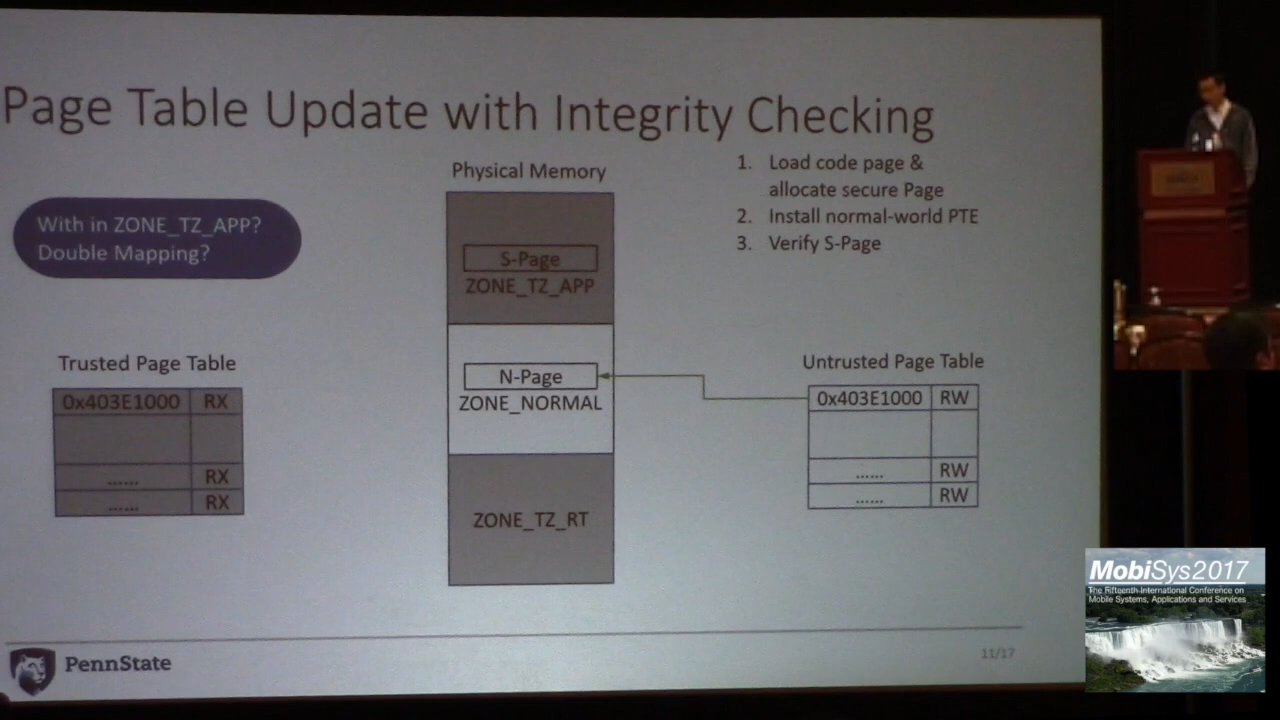 Page Table Update with Integrity Checking
Physical Memory
1. Load code page &
allocate secure Page
2. Install normal-world PTE
3. Verify S-Page
With in ZONE_TZ_APP?
Double Mapping?
S-Page
ZONE_TZ_APP
Trusted Page Table
0x403E1000 RX
...... RX
...... RX
N-Page
ZONE_NORMAL
Untrusted Page Table
0x403E1000 RW
...... RW
...... RW
ZONE_TZ_RT
PennState
11/17
MobiSys2017
The Fifteenth International Conference on
Mobile Systems, Applications and Services